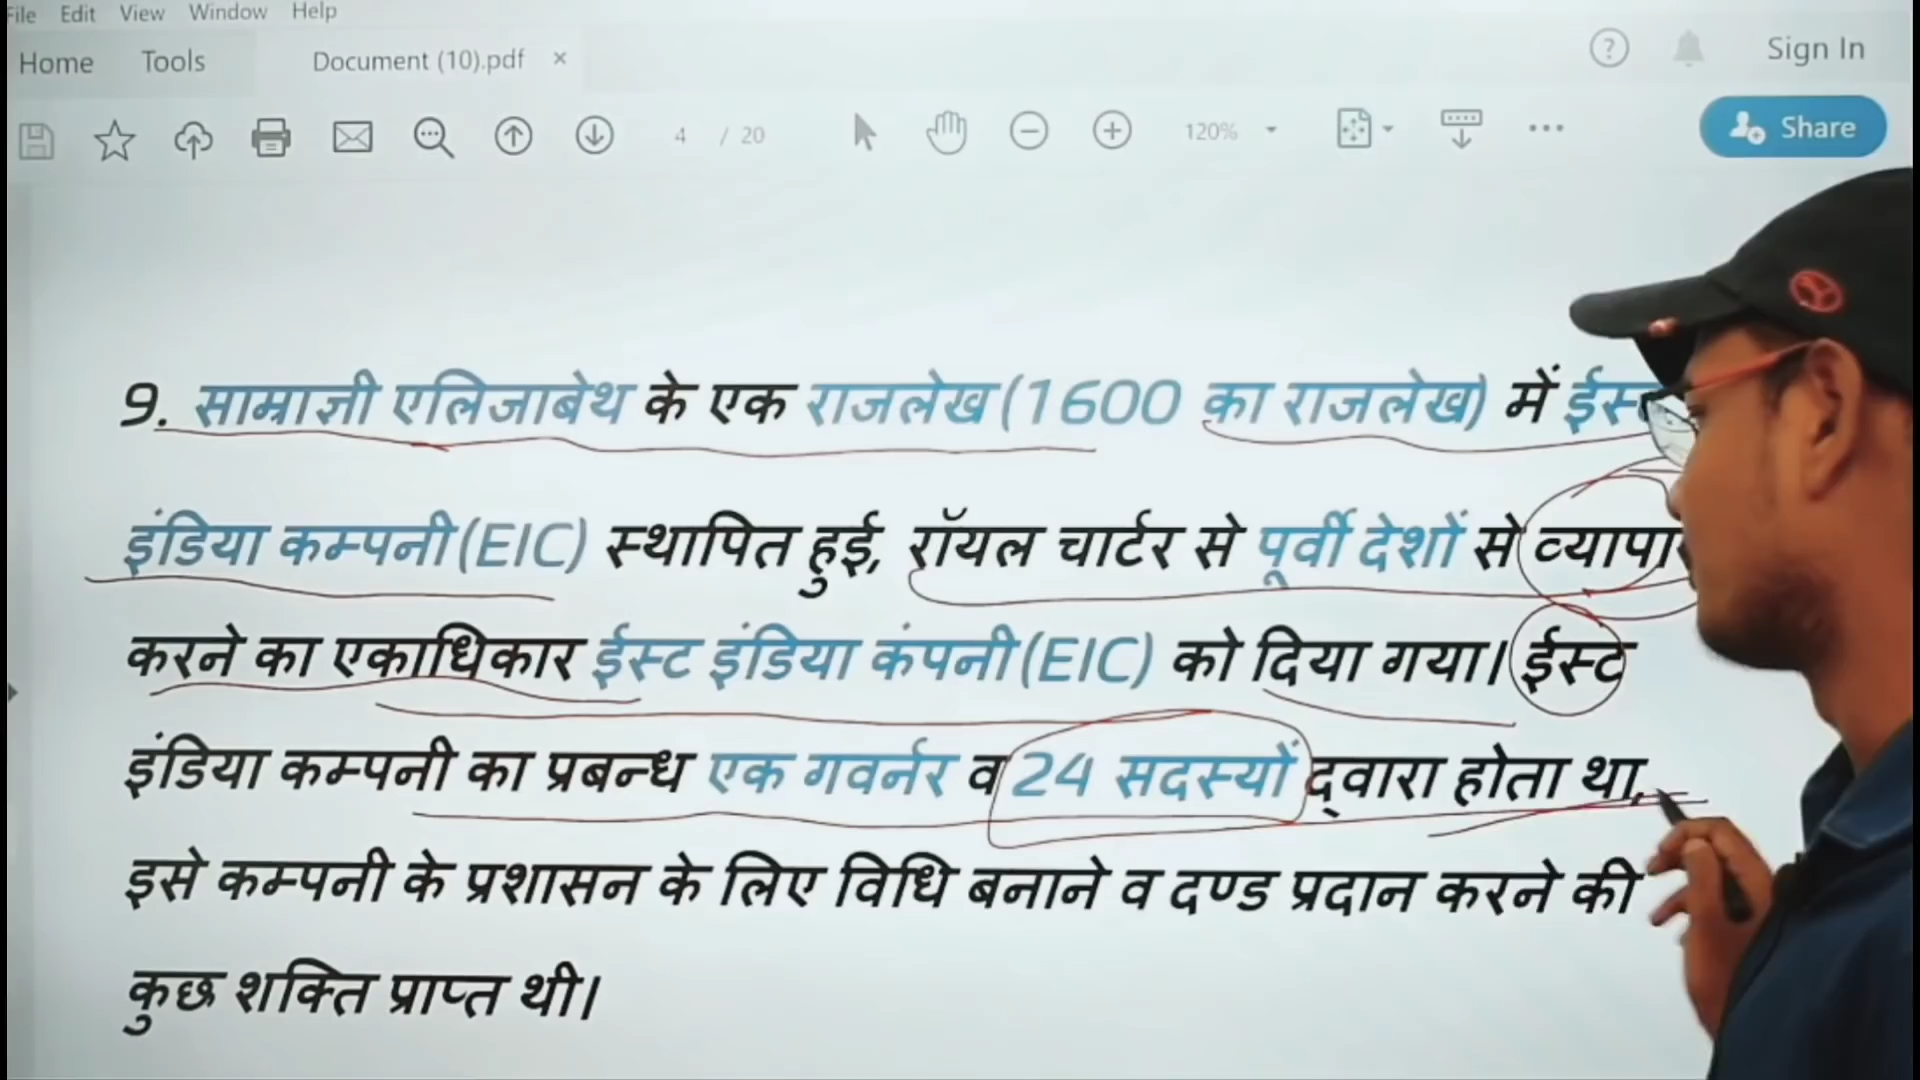 File Edit View Window Help
Home Tools Document (10).pdf × ? Sign In
4 / 20 120% Share
9. साम्राज्ञी एलिजाबेथ के एक राजलेख(1600 का राजलेख) में
इंडिया कम्पनी(EIC) स्थापित हुई, रॉयल चार्टर से पूर्वी देशों से
करने का एकाधिकार ईस्ट इंडिया कंपनी(EIC) को दिया गया। ईस्ट
इंडिया कम्पनी का प्रबन्ध एक गवर्नर व 24 सदस्यों द्वारा होता था,
इसे कम्पनी के प्रशासन के लिए विधि बनाने व दण्ड प्रदान करने की
कुछ शक्ति प्राप्त थी।